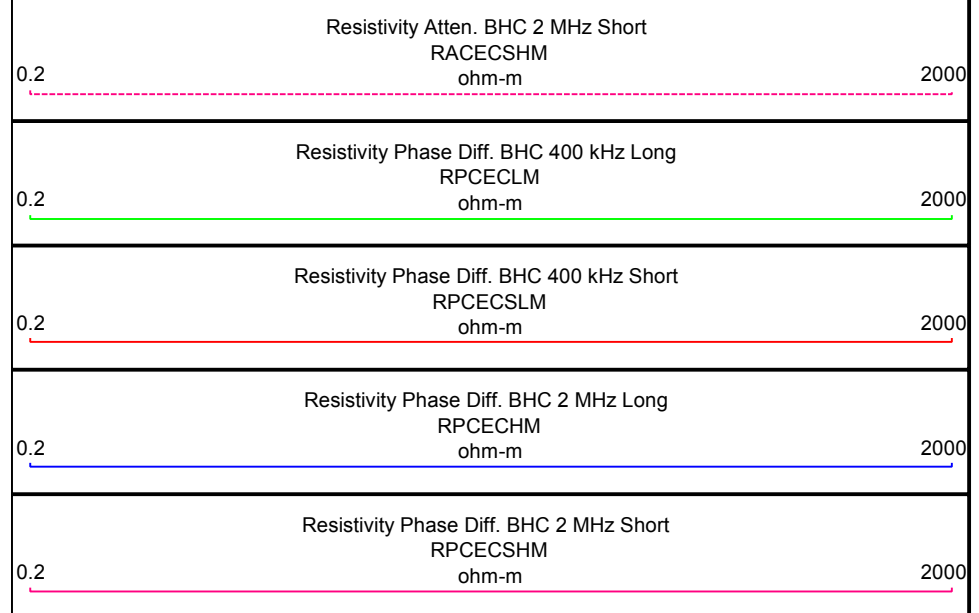 Resistivity Atten. BHC 2 MHz Short
RACECSHM
0.2 ohm-m 2000
Resistivity Phase Diff. BHC 400 kHz Long
RPCECLM
0.2 ohm-m 2000
Resistivity Phase Diff. BHC 400 kHz Short
RPCECSLM
0.2 ohm-m 2000
Resistivity Phase Diff. BHC 2 MHz Long
RPCECHM
0.2 ohm-m 2000
Resistivity Phase Diff. BHC 2 MHz Short
RPCECSHM
0.2 ohm-m 2000